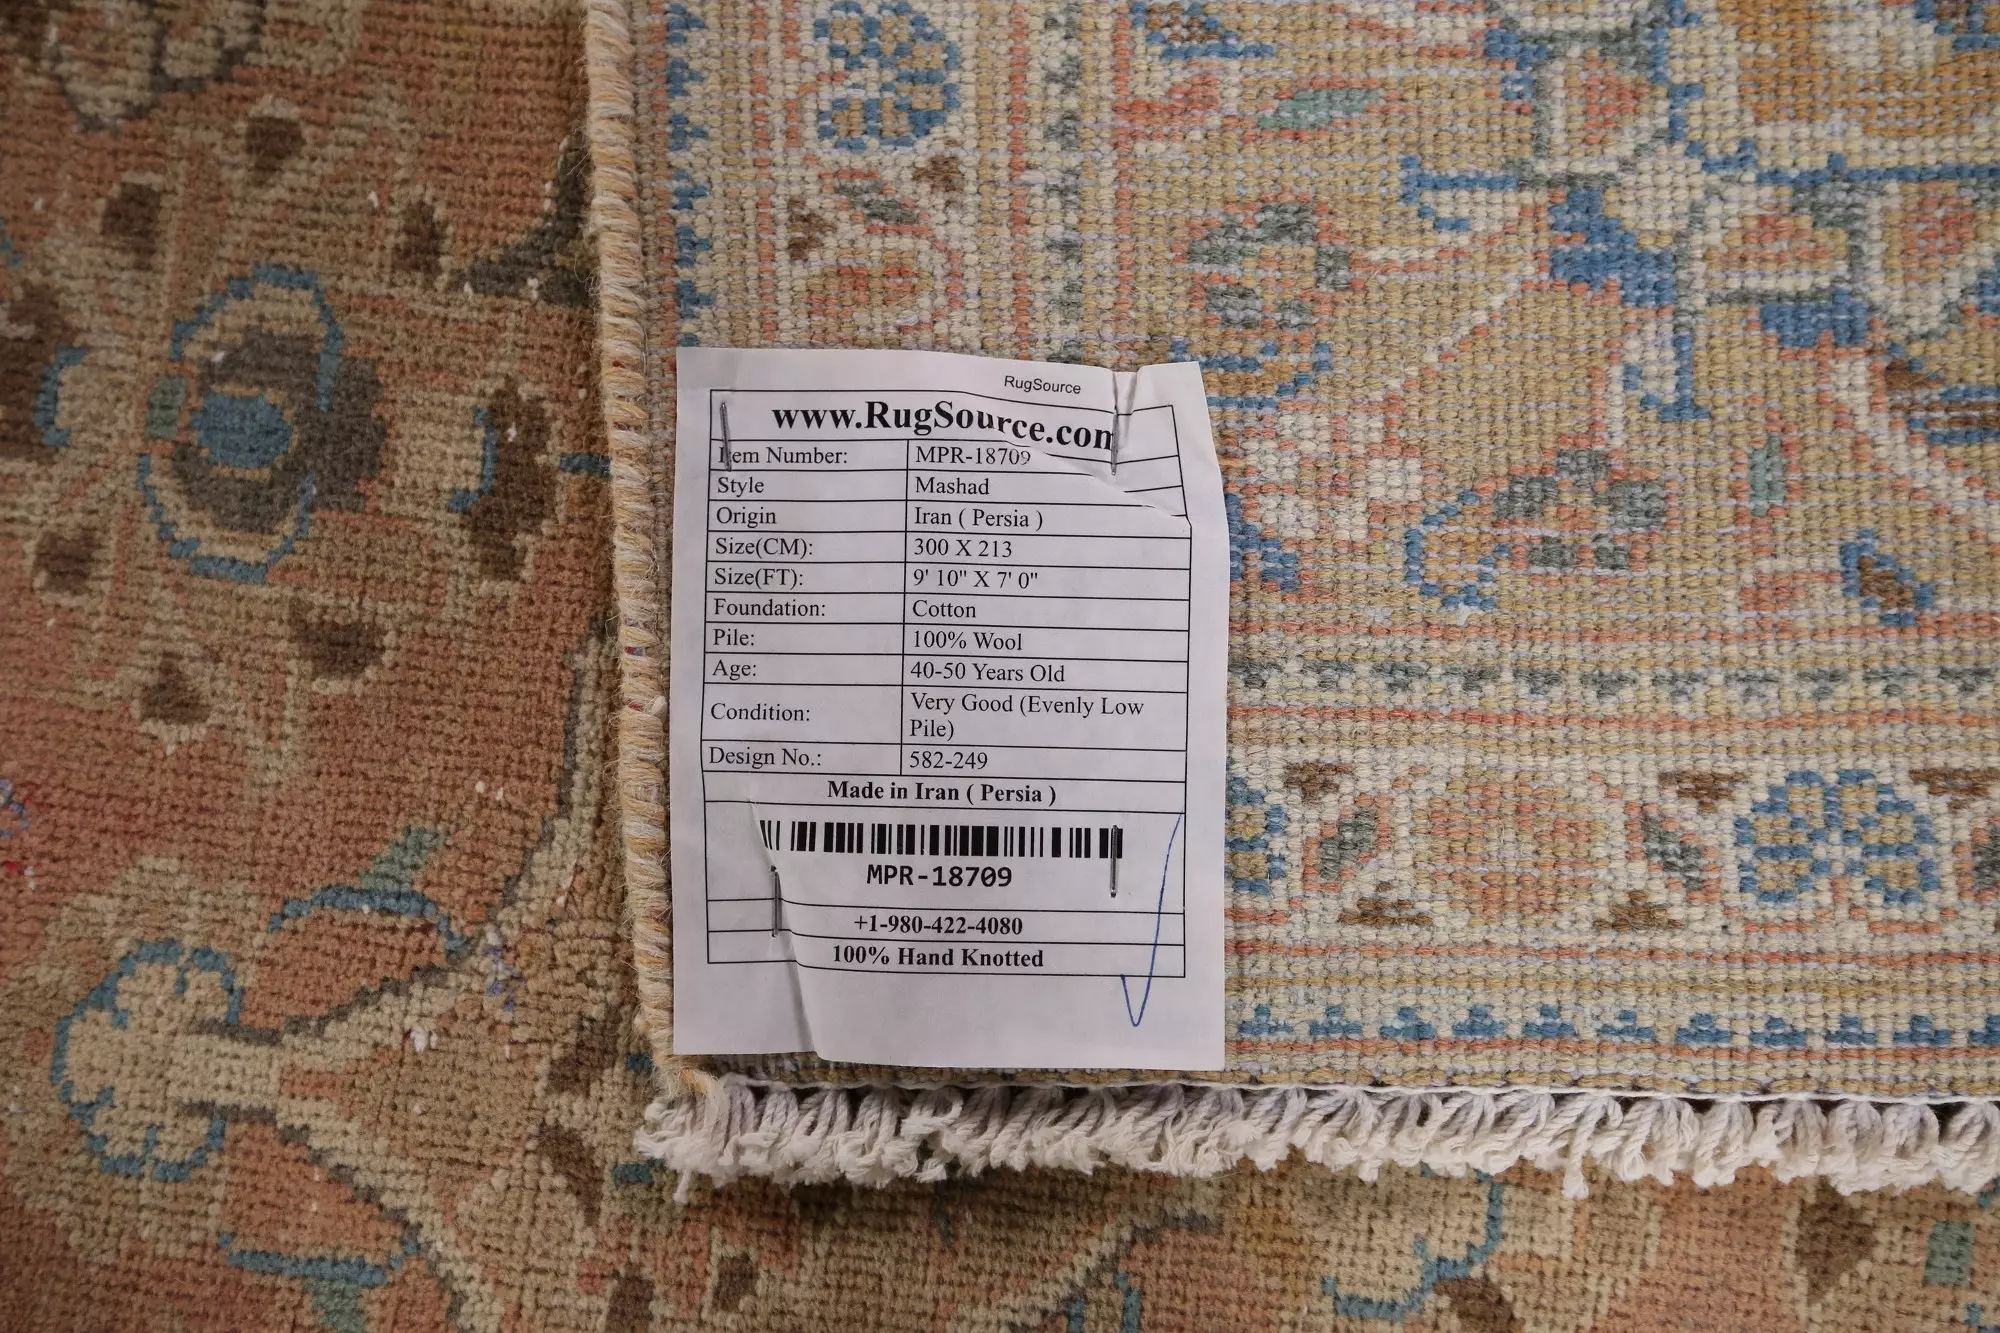 RugSource
www.RugSource.com
Item Number: MPR-18709
Style Mashad
Origin Iran ( Persia )
Size(CM): 300 X 213
Size(FT): 9' 10" X 7' 0"
Foundation: Cotton
Pile: 100% Wool
Age: 40-50 Years Old
Condition: Very Good (Evenly Low
Pile)
Design No.: 582-249
Made in Iran ( Persia )
MPR-18709
+1-980-422-4080
100% Hand Knotted